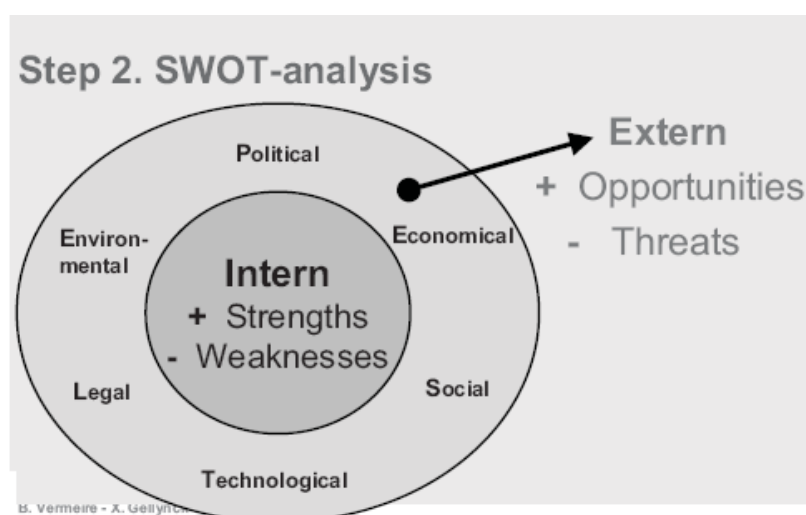 Step 2. SWOT-analysis
Political
Extern
+ Opportunities
- Threats
Economical
Environ-
mental
Intern
+ Strengths
- Weaknesses
Legal
Social
Technological
B. Vermeire - X.